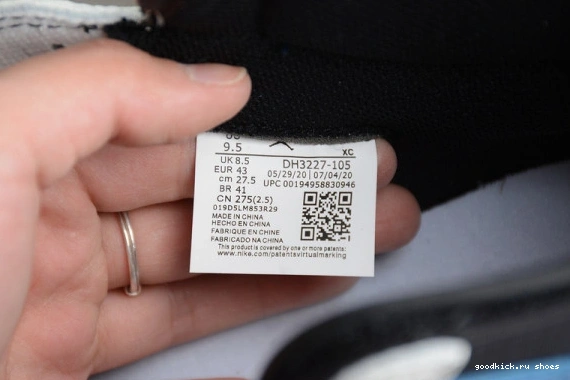 9.5
XC
UK 8.5
DH3227-105
EUR 43
05/29/20 07/04/20
cm 27.5
UPC 00194958830946
BR 41
CN 275(2.5)
019D5LM853R29
MADE IN CHINA
HECHO EN CHINA
FABRIQUE EN CHINE
FABRICADO NA CHINA
This product is covered by one or more patents:
www.nike.com/patentsvirtualmarking
goodkick.ru shoes